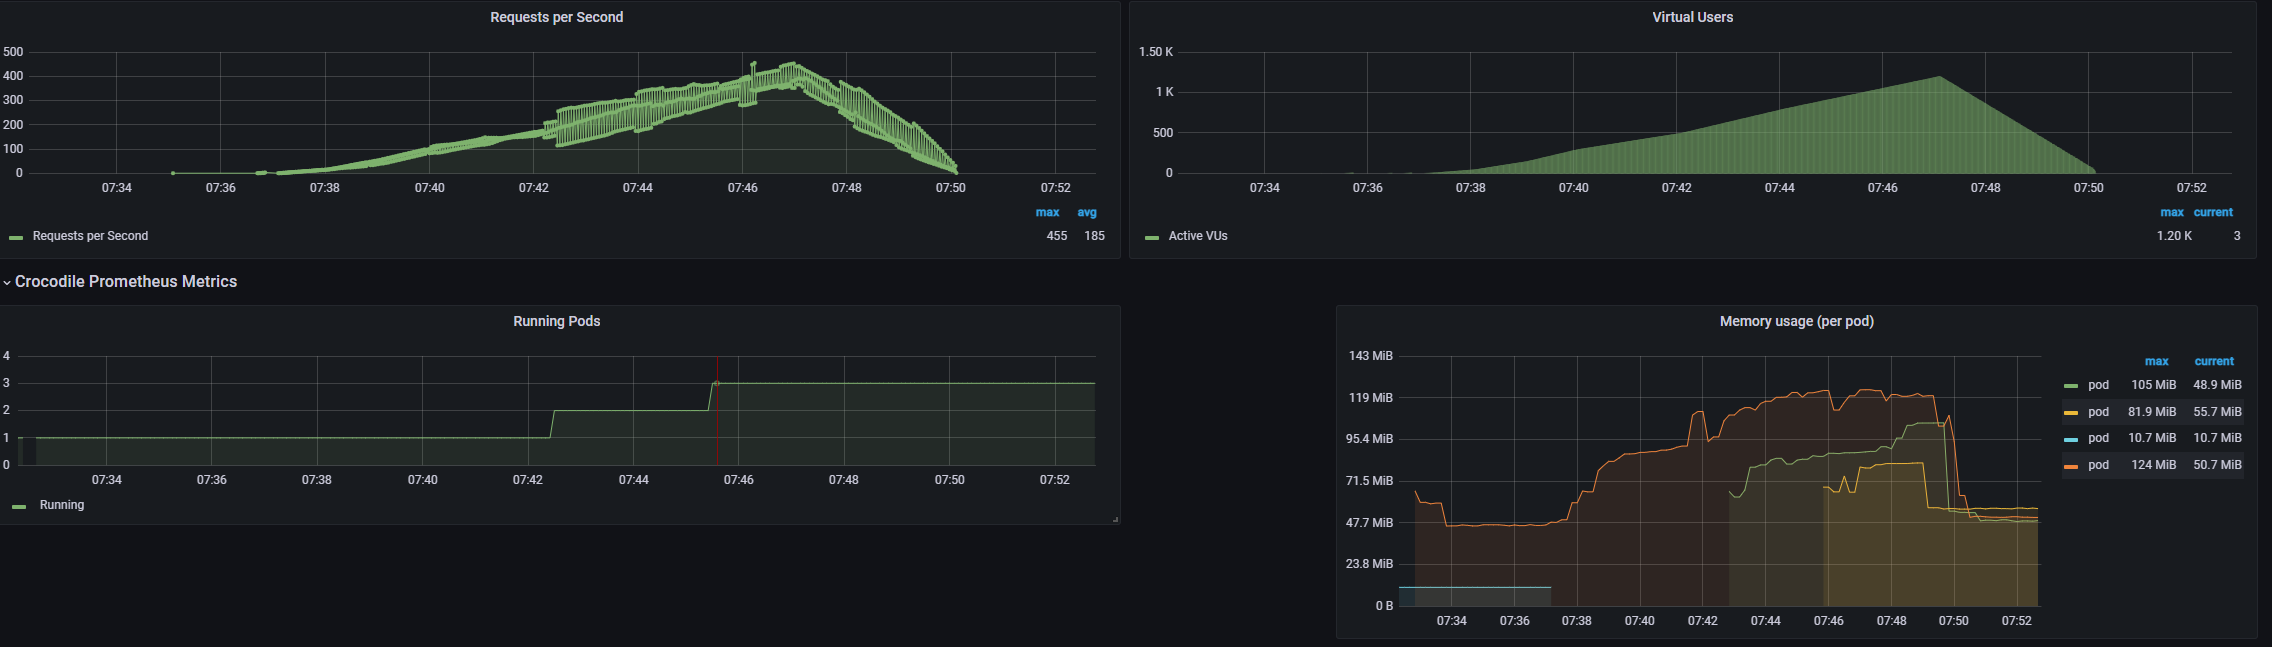 Requests per Second
500
400
300
200
100
0
07:34 07:36 07:38 07:40 07:42 07:44 07:46 07:48 07:50 07:52
max avg
Requests per Second 455 185
Virtual Users
1.50 K
1 K
500
0
07:34 07:36 07:38 07:40 07:42 07:44 07:46 07:48 07:50 07:52
max current
Active VUs 1.20 K 3
Crocodile Prometheus Metrics
Running Pods
4
3
2
1
0
07:34 07:36 07:38 07:40 07:42 07:44 07:46 07:48 07:50 07:52
Running
Memory usage (per pod)
143 MiB
119 MiB
95.4 MiB
71.5 MiB
47.7 MiB
23.8 MiB
0 B
07:34 07:36 07:38 07:40 07:42 07:44 07:46 07:48 07:50 07:52
max current
pod 105 MiB 48.9 MiB
pod 81.9 MiB 55.7 MiB
pod 10.7 MiB 10.7 MiB
pod 124 MiB 50.7 MiB